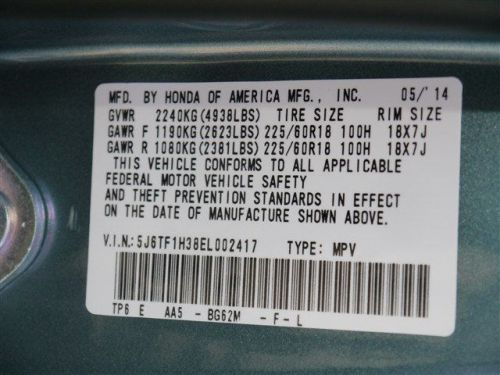 MFD. BY HONDA OF AMERICA MFG., INC. 05/'14
GVWR 2240KG(4938LBS) TIRE SIZE RIM SIZE
GAWR F 1190KG(2623LBS) 225/60R18 100H 18X7J
GAWR R 1080KG(2381LBS) 225/60R18 100H 18X7J
THIS VEHICLE CONFORMS TO ALL APPLICABLE
FEDERAL MOTOR VEHICLE SAFETY
AND THEFT PREVENTION STANDARDS IN EFFECT
ON THE DATE OF MANUFACTURE SHOWN ABOVE.
V.I.N.:5J6TF1H38EL002417 TYPE: MPV
TP6 E AA5 -BG62M -F-L